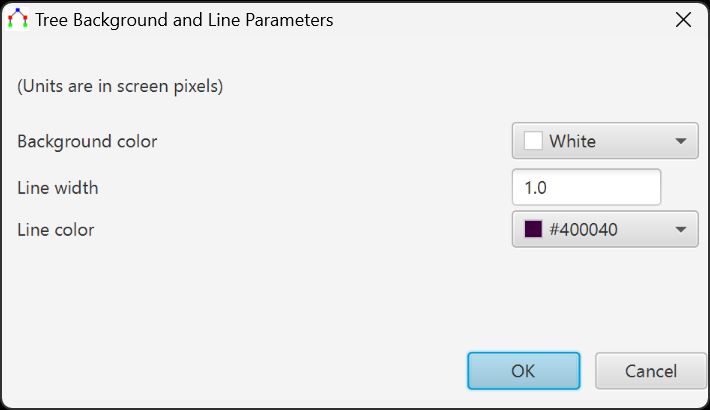 Tree Background and Line Parameters
(Units are in screen pixels)
Background color
White
Line width
1.0
Line color
#400040
OK
Cancel